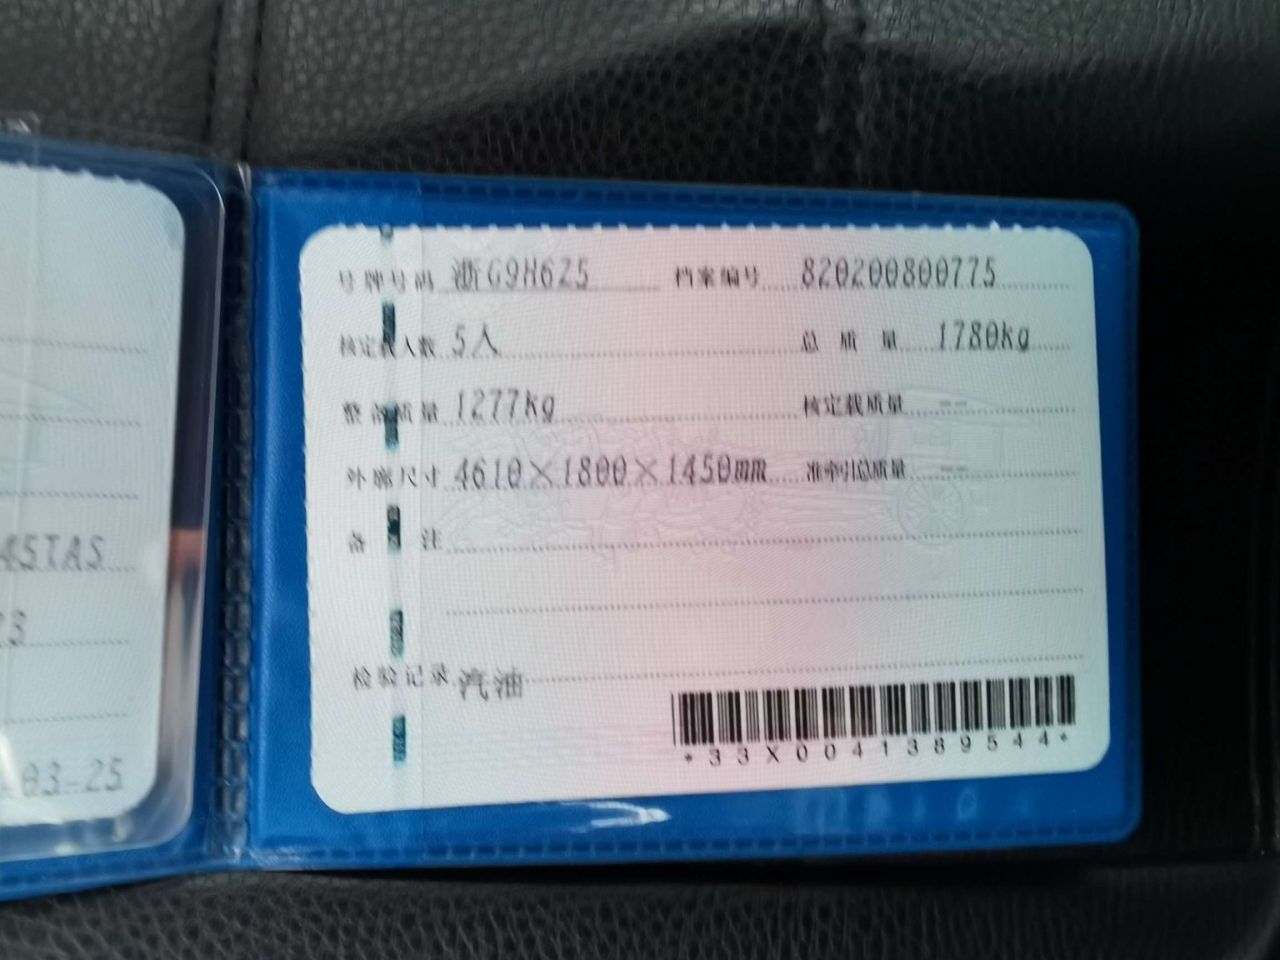 号牌号码 浙G9H6Z5 档案编号 820200800775
核定载人数 5人 总质量 1780kg
整备质量 1277kg 核定载质量 --
外廓尺寸 4610×1800×1450mm 准牵引总质量 --
备注
检验记录 汽油
*33X0041389544*
45TAS
3
-03-25